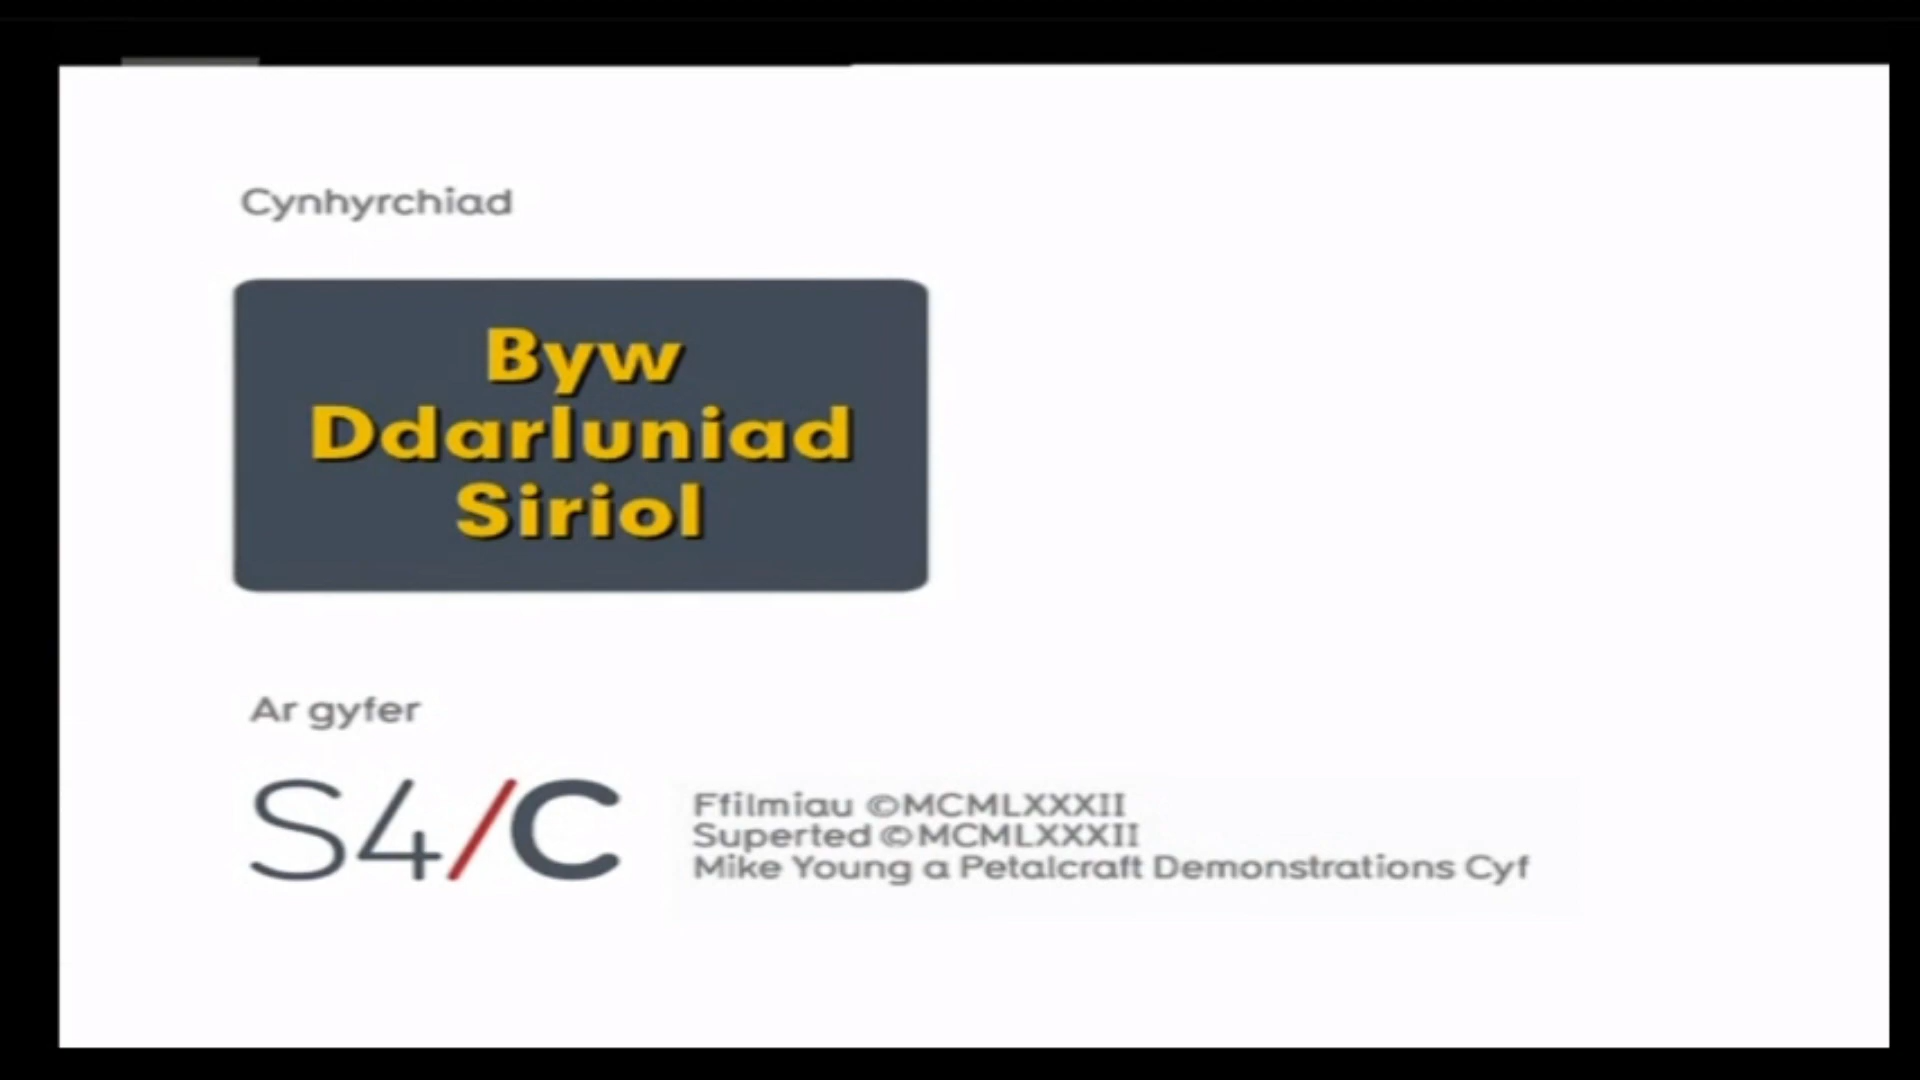 Cynhyrchiad
Byw
Ddarluniad
Siriol
Ar gyfer
S4/C
Ffilmiau ©MCMLXXXII
Superted ©MCMLXXXII
Mike Young a Petalcraft Demonstrations Cyf